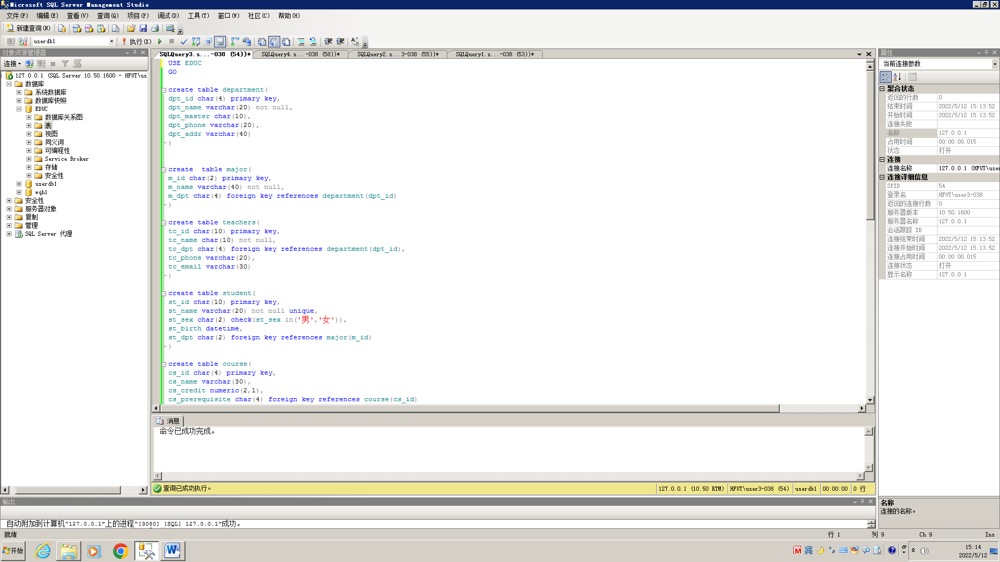 Microsoft SQL Server Management Studio
文件(F) 编辑(E) 查看(V) 查询(Q) 项目(P) 调试(D) 工具(T) 窗口(W) 社区(C) 帮助(H)
新建查询(N)
userdb1 执行(X)
对象资源管理器
连接
127.0.0.1 (SQL Server 10.50.1600 - HFUT\us
数据库
系统数据库
数据库快照
EDUC
数据库关系图
表
视图
同义词
可编程性
Service Broker
存储
安全性
userdb1
wqh1
安全性
服务器对象
复制
管理
SQL Server 代理
SQLQuery3.s...-038 (54))* SQLQuery4.s...-038 (58))* SQLQuery2.s...3-038 (55))* SQLQuery1.s...-038 (53))*
USE EDUC
GO
create table department(
dpt_id char(4) primary key,
dpt_name varchar(20) not null,
dpt_master char(10),
dpt_phone varchar(20),
dpt_addr varchar(40)
)
create  table major(
m_id char(2) primary key,
m_name varchar(40) not null,
m_dpt char(4) foreign key references department(dpt_id)
)
create table teachers(
tc_id char(10) primary key,
tc_name char(10) not null,
tc_dpt char(4) foreign key references department(dpt_id),
tc_phone varchar(20),
tc_email varchar(30)
)
create table student(
st_id char(10) primary key,
st_name varchar(20) not null unique,
st_sex char(2) check(st_sex in('男','女')),
st_birth datetime,
st_dpt char(2) foreign key references major(m_id)
)
create table course(
cs_id char(4) primary key,
cs_name varchar(30),
cs_credit numeric(2,1),
cs_prerequisite char(4) foreign key references course(cs_id)
消息
命令已成功完成。
查询已成功执行。 127.0.0.1 (10.50 RTM) HFUT\user3-038 (54) userdb1 00:00:00 0 行
属性
当前连接参数
聚合状态
返回的行数 0
结束时间 2022/5/12 15:13:52
开始时间 2022/5/12 15:13:52
连接失败
名称 127.0.0.1
占用时间 00:00:00.015
状态 打开
连接
连接名称 127.0.0.1 (HFUT\user
连接详细信息
SPID 54
登录名 HFUT\user3-038
返回的连接行数 0
服务器版本 10.50.1600
服务器名称 127.0.0.1
会话跟踪 ID
连接结束时间 2022/5/12 15:13:52
连接开始时间 2022/5/12 15:13:52
连接占用时间 00:00:00.015
连接状态 打开
显示名称 127.0.0.1
名称
连接的名称。
输出
自动附加到计算机“127.0.0.1”上的进程“[3080] [SQL] 127.0.0.1”成功。
就绪 行 1 列 9 Ch 9 Ins
开始 英 15:14
2022/5/12